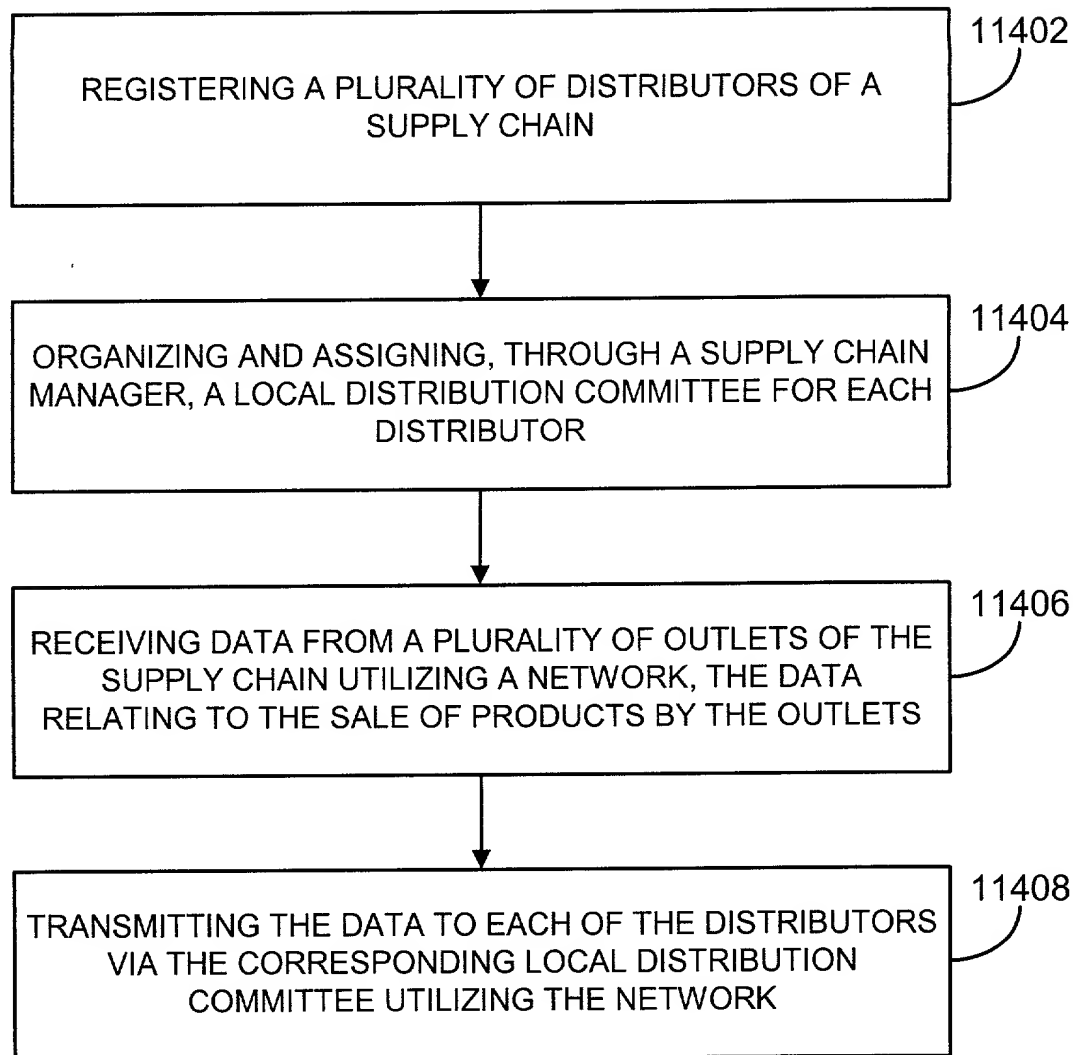 11402
REGISTERING A PLURALITY OF DISTRIBUTORS OF A
SUPPLY CHAIN
11404
ORGANIZING AND ASSIGNING, THROUGH A SUPPLY CHAIN
MANAGER, A LOCAL DISTRIBUTION COMMITTEE FOR EACH
DISTRIBUTOR
11406
RECEIVING DATA FROM A PLURALITY OF OUTLETS OF THE
SUPPLY CHAIN UTILIZING A NETWORK, THE DATA
RELATING TO THE SALE OF PRODUCTS BY THE OUTLETS
11408
TRANSMITTING THE DATA TO EACH OF THE DISTRIBUTORS
VIA THE CORRESPONDING LOCAL DISTRIBUTION
COMMITTEE UTILIZING THE NETWORK